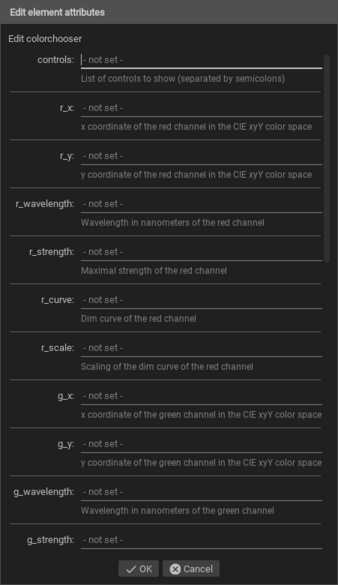 Edit element attributes
Edit colorchooser
controls: - not set -
List of controls to show (separated by semicolons)
r_x: - not set -
x coordinate of the red channel in the CIE xyY color space
r_y: - not set -
y coordinate of the red channel in the CIE xyY color space
r_wavelength: - not set -
Wavelength in nanometers of the red channel
r_strength: - not set -
Maximal strength of the red channel
r_curve: - not set -
Dim curve of the red channel
r_scale: - not set -
Scaling of the dim curve of the red channel
g_x: - not set -
x coordinate of the green channel in the CIE xyY color space
g_y: - not set -
y coordinate of the green channel in the CIE xyY color space
g_wavelength: - not set -
Wavelength in nanometers of the green channel
g_strength: - not set -
OK Cancel